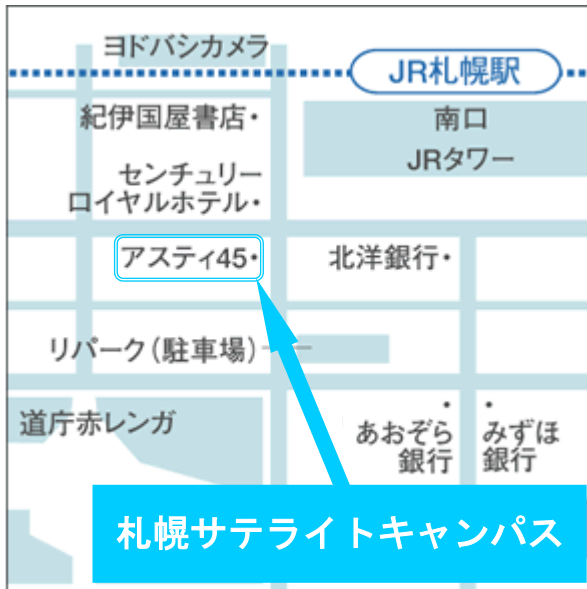 ヨドバシカメラ
JR札幌駅
紀伊国屋書店・
南口
JRタワー
センチュリー
ロイヤルホテル・
アスティ45・
北洋銀行・
リパーク（駐車場）
道庁赤レンガ
・
あおぞら
銀行
・
みずほ
銀行
札幌サテライトキャンパス